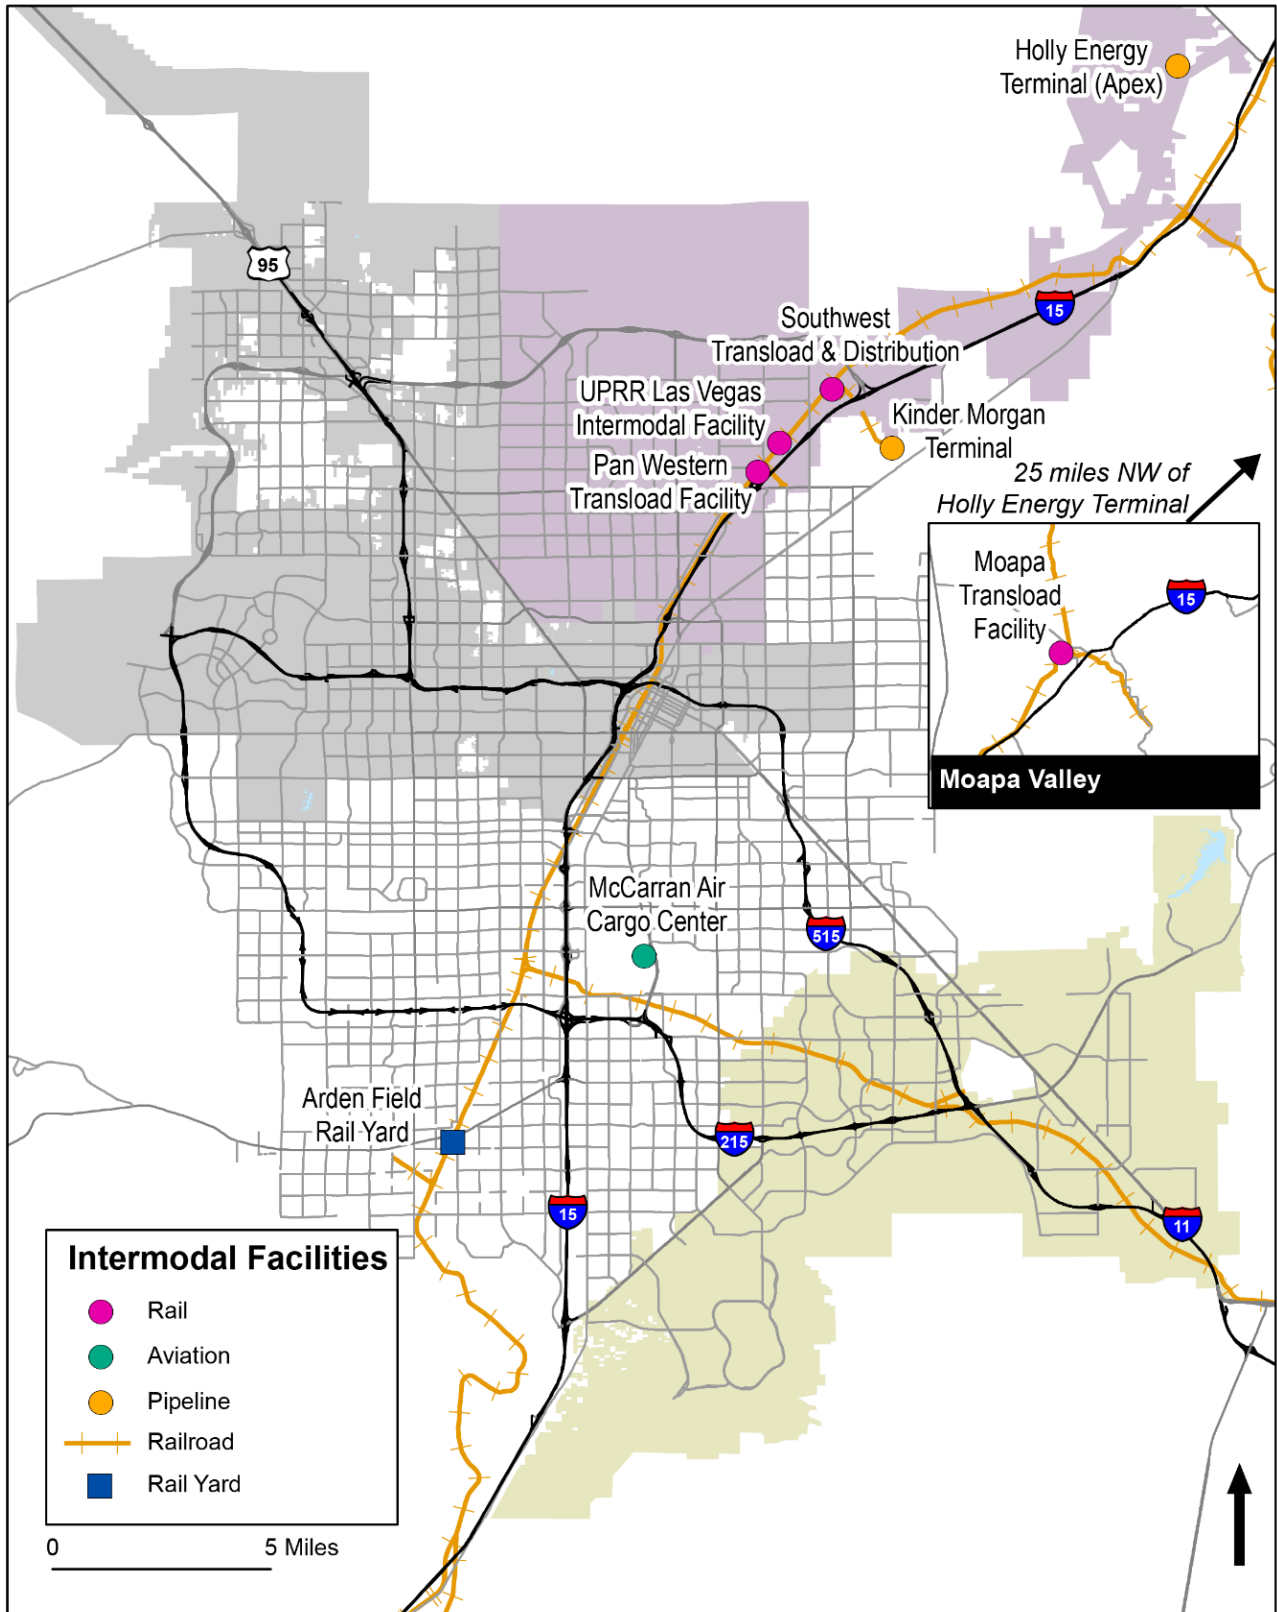 Holly Energy
Terminal (Apex)
95
15
Southwest
Transload & Distribution
UPRR Las Vegas
Intermodal Facility
Kinder Morgan
Terminal
Pan Western
Transload Facility
25 miles NW of
Holly Energy Terminal
Moapa
Transload
Facility
15
Moapa Valley
McCarran Air
Cargo Center
515
Arden Field
Rail Yard
215
15
11
Intermodal Facilities
Rail
Aviation
Pipeline
Railroad
Rail Yard
0 5 Miles